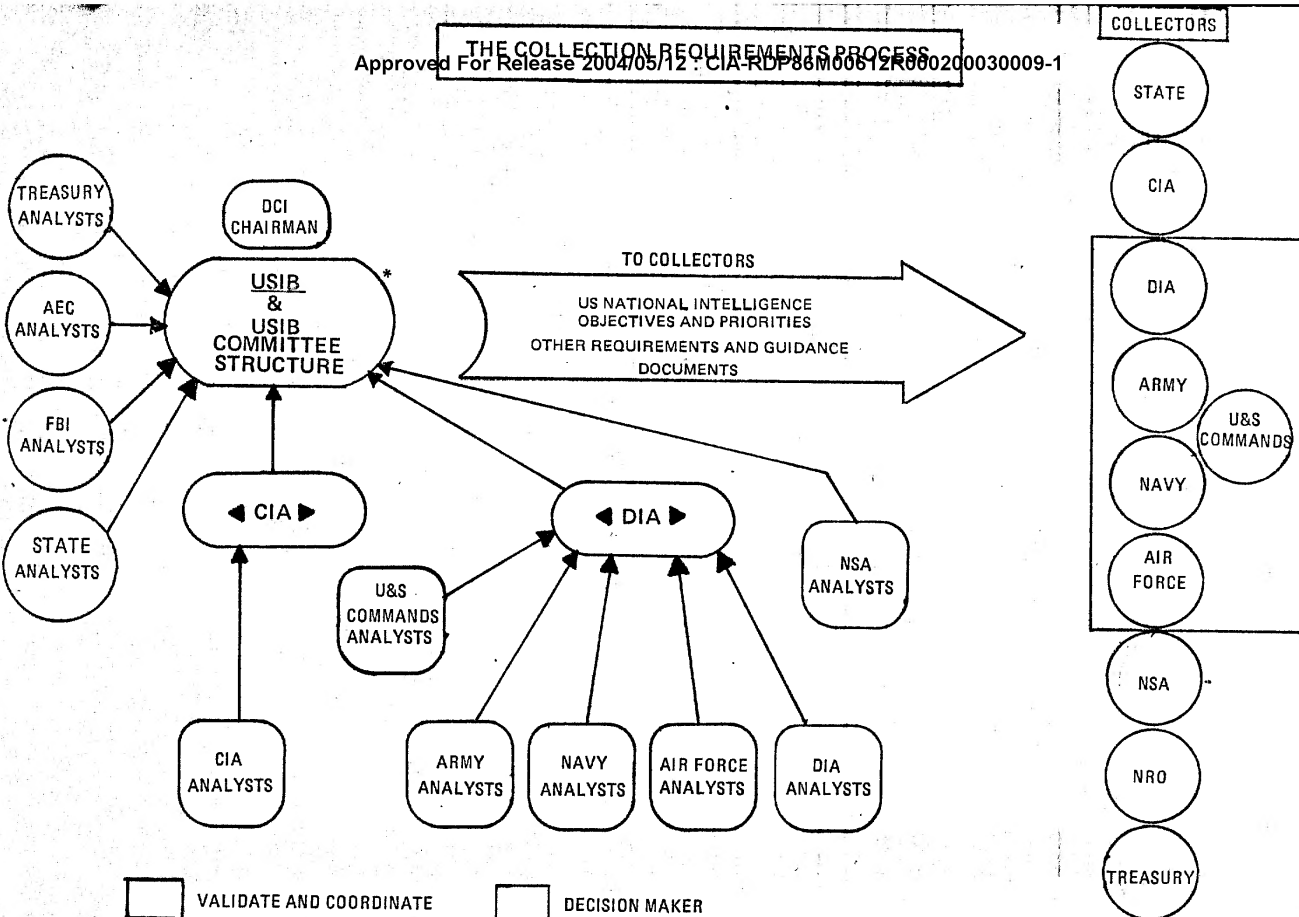 THE COLLECTION REQUIREMENTS PROCESS
Approved For Release 2004/05/12 : CIA-RDP86M00612R000200030009-1
COLLECTORS
STATE
CIA
DIA
ARMY
U&S
COMMANDS
NAVY
AIR
FORCE
NSA
NRO
TREASURY
TREASURY
ANALYSTS
AEC
ANALYSTS
FBI
ANALYSTS
STATE
ANALYSTS
DCI
CHAIRMAN
USIB *
&
USIB
COMMITTEE
STRUCTURE
TO COLLECTORS
US NATIONAL INTELLIGENCE
OBJECTIVES AND PRIORITIES
OTHER REQUIREMENTS AND GUIDANCE
DOCUMENTS
CIA
DIA
NSA
ANALYSTS
U&S
COMMANDS
ANALYSTS
CIA
ANALYSTS
ARMY
ANALYSTS
NAVY
ANALYSTS
AIR FORCE
ANALYSTS
DIA
ANALYSTS
VALIDATE AND COORDINATE
DECISION MAKER